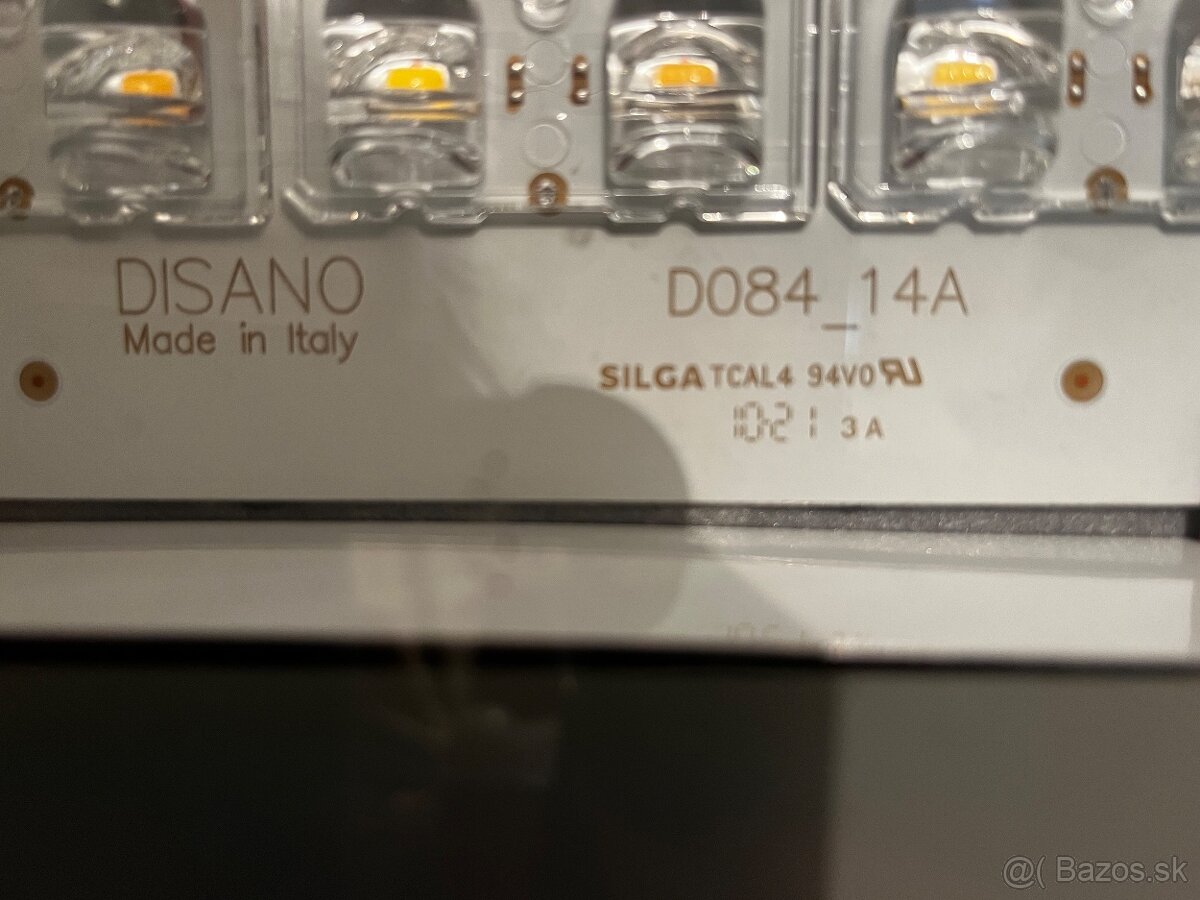 DISANO
Made in Italy
D084_14A
SILGA TCAL4 94V0
1021 3A
@( Bazos.sk